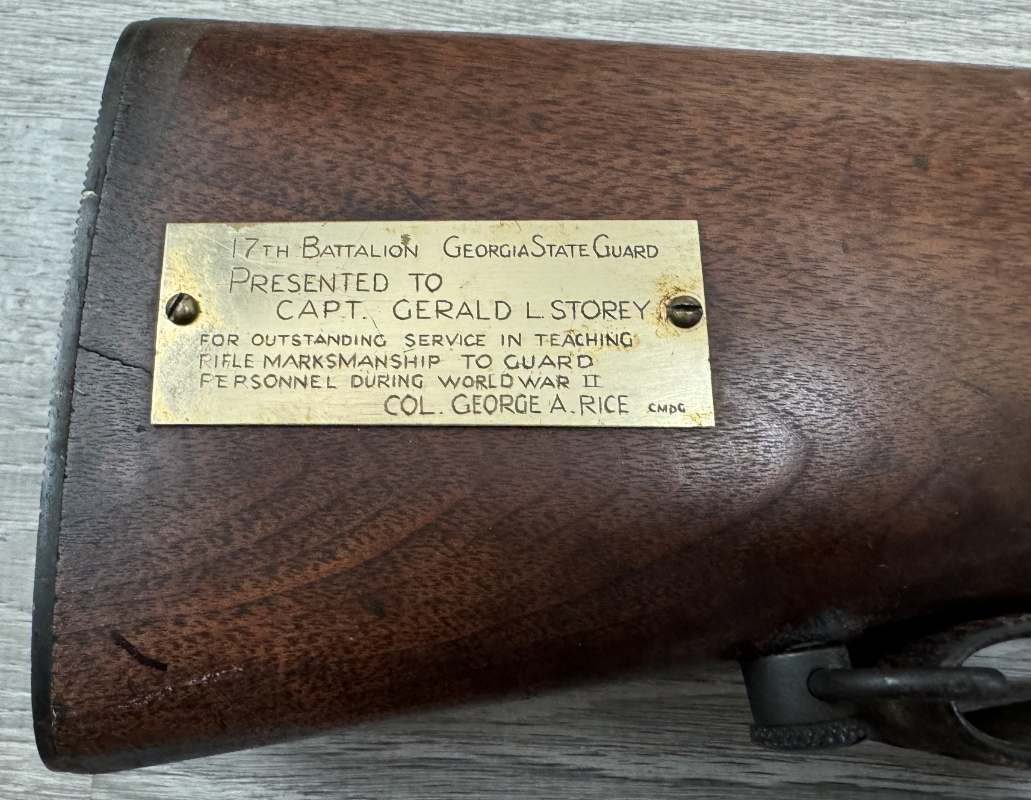 17TH BATTALION GEORGIA STATE GUARD
PRESENTED TO
CAPT. GERALD L. STOREY
FOR OUTSTANDING SERVICE IN TEACHING
RIFLE MARKSMANSHIP TO GUARD
PERSONNEL DURING WORLD WAR II
COL. GEORGE A. RICE CMDG